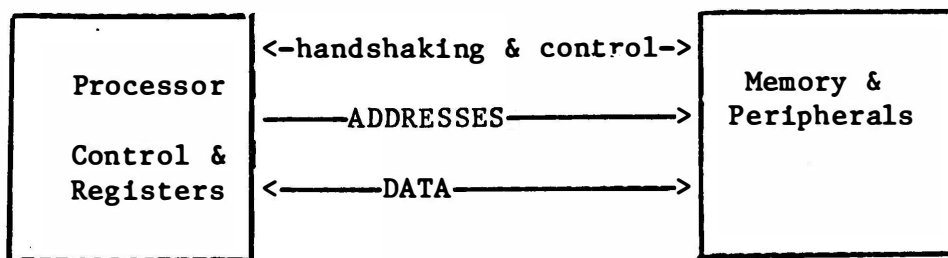 <-handshaking & control->
Processor
Memory &
Peripherals
ADDRESSES
Control &
Registers
DATA